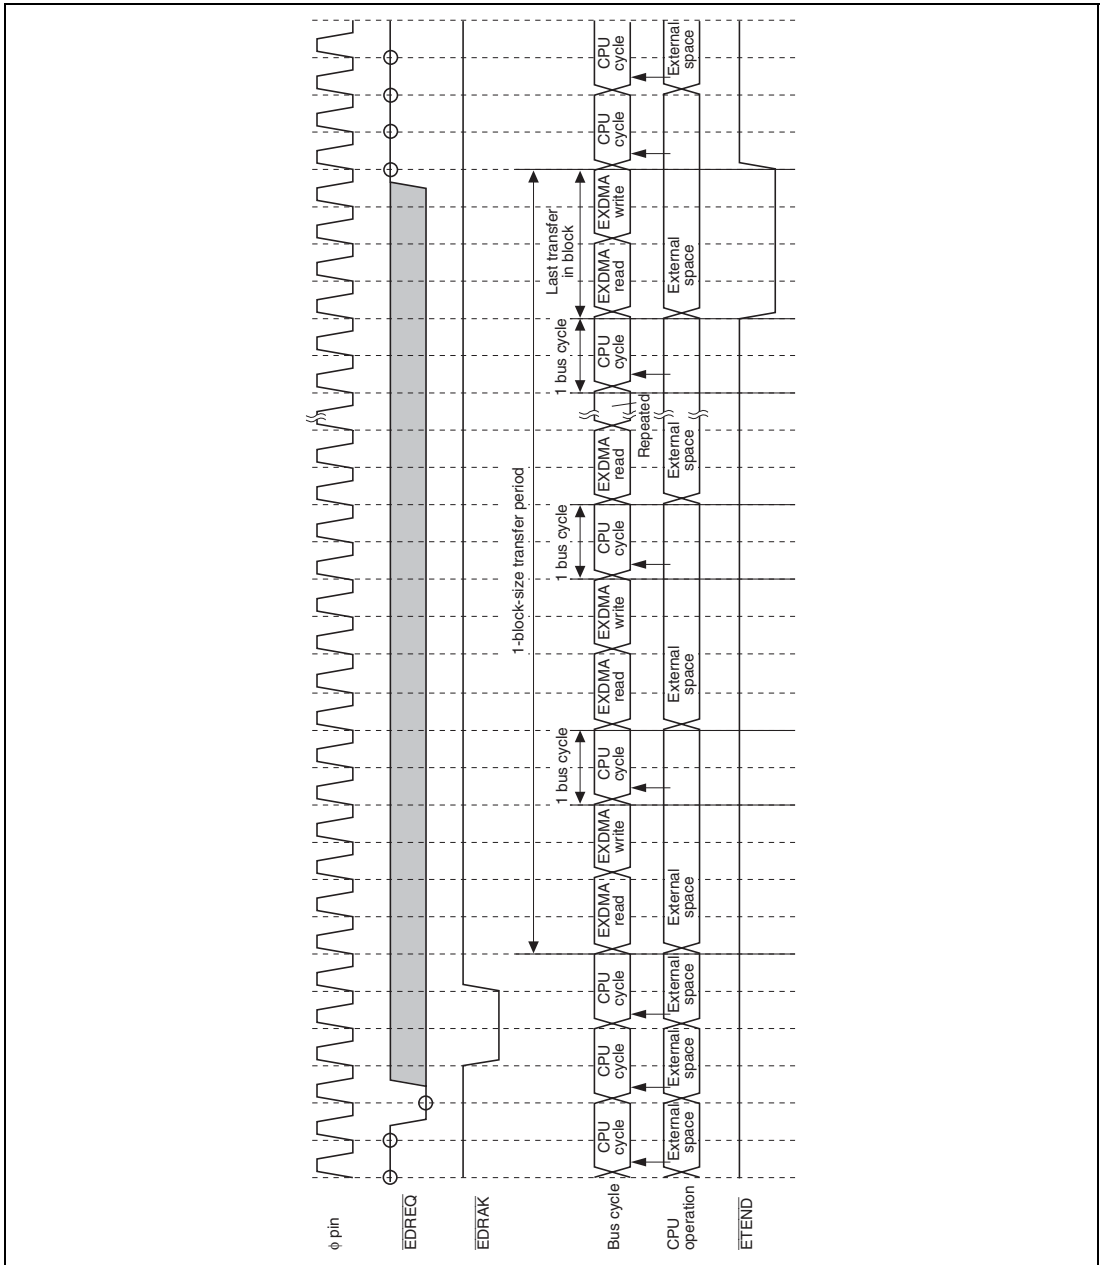 φ pin
EDREQ
EDRAK
1-block-size transfer period
1 bus cycle
1 bus cycle
1 bus cycle
Last transfer
in block
Bus cycle
CPU
cycle
CPU
cycle
CPU
cycle
EXDMA
read
EXDMA
write
CPU
cycle
EXDMA
read
EXDMA
write
CPU
cycle
EXDMA
read
Repeated
CPU
cycle
EXDMA
read
EXDMA
write
CPU
cycle
CPU
cycle
CPU
operation
External
space
External
space
External
space
External
space
External
space
External
space
External
space
External
space
ETEND